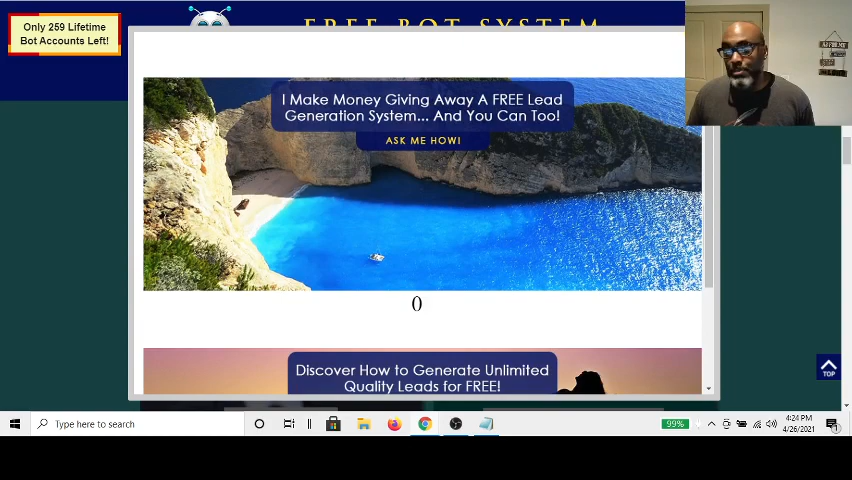 Only 259 Lifetime
Bot Accounts Left!
FREE BOT SYSTEM
I Make Money Giving Away A FREE Lead
Generation System... And You Can Too!
ASK ME HOW!
0
Discover How to Generate Unlimited
Quality Leads for FREE!
TOP
Type here to search
99%
4:24 PM
4/26/2021
1